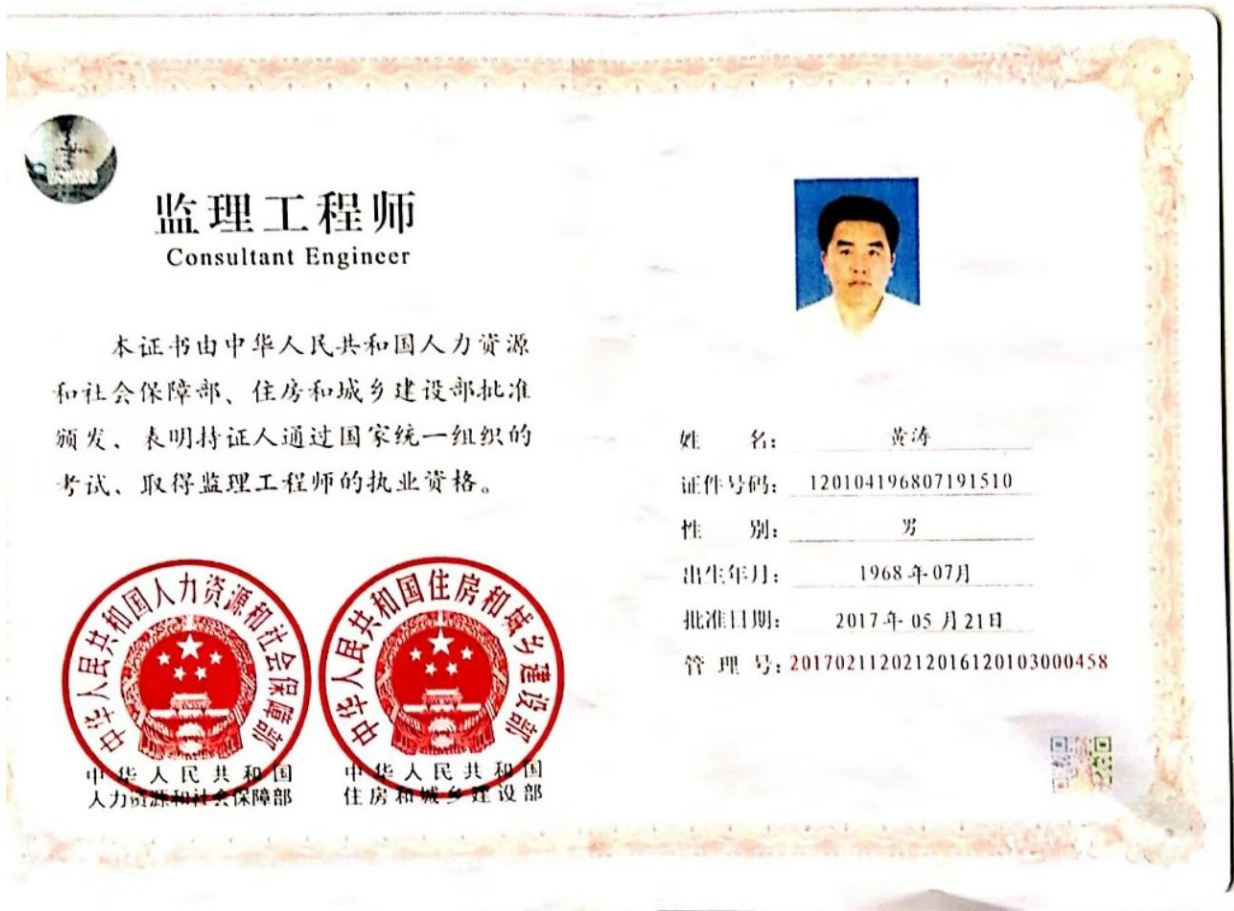 监理工程师
Consultant Engineer
本证书由中华人民共和国人力资源
和社会保障部、住房和城乡建设部批准
颁发、表明持证人通过国家统一组织的
考试、取得监理工程师的执业资格。
中华人民共和国人力资源和社会保障部
中华人民共和国
人力资源和社会保障部
中华人民共和国住房和城乡建设部
中华人民共和国
住房和城乡建设部
姓 名: 黄涛
证件号码: 120104196807191510
性 别: 男
出生年月: 1968年07月
批准日期: 2017年05月21日
管 理 号: 2017021120212016120103000458